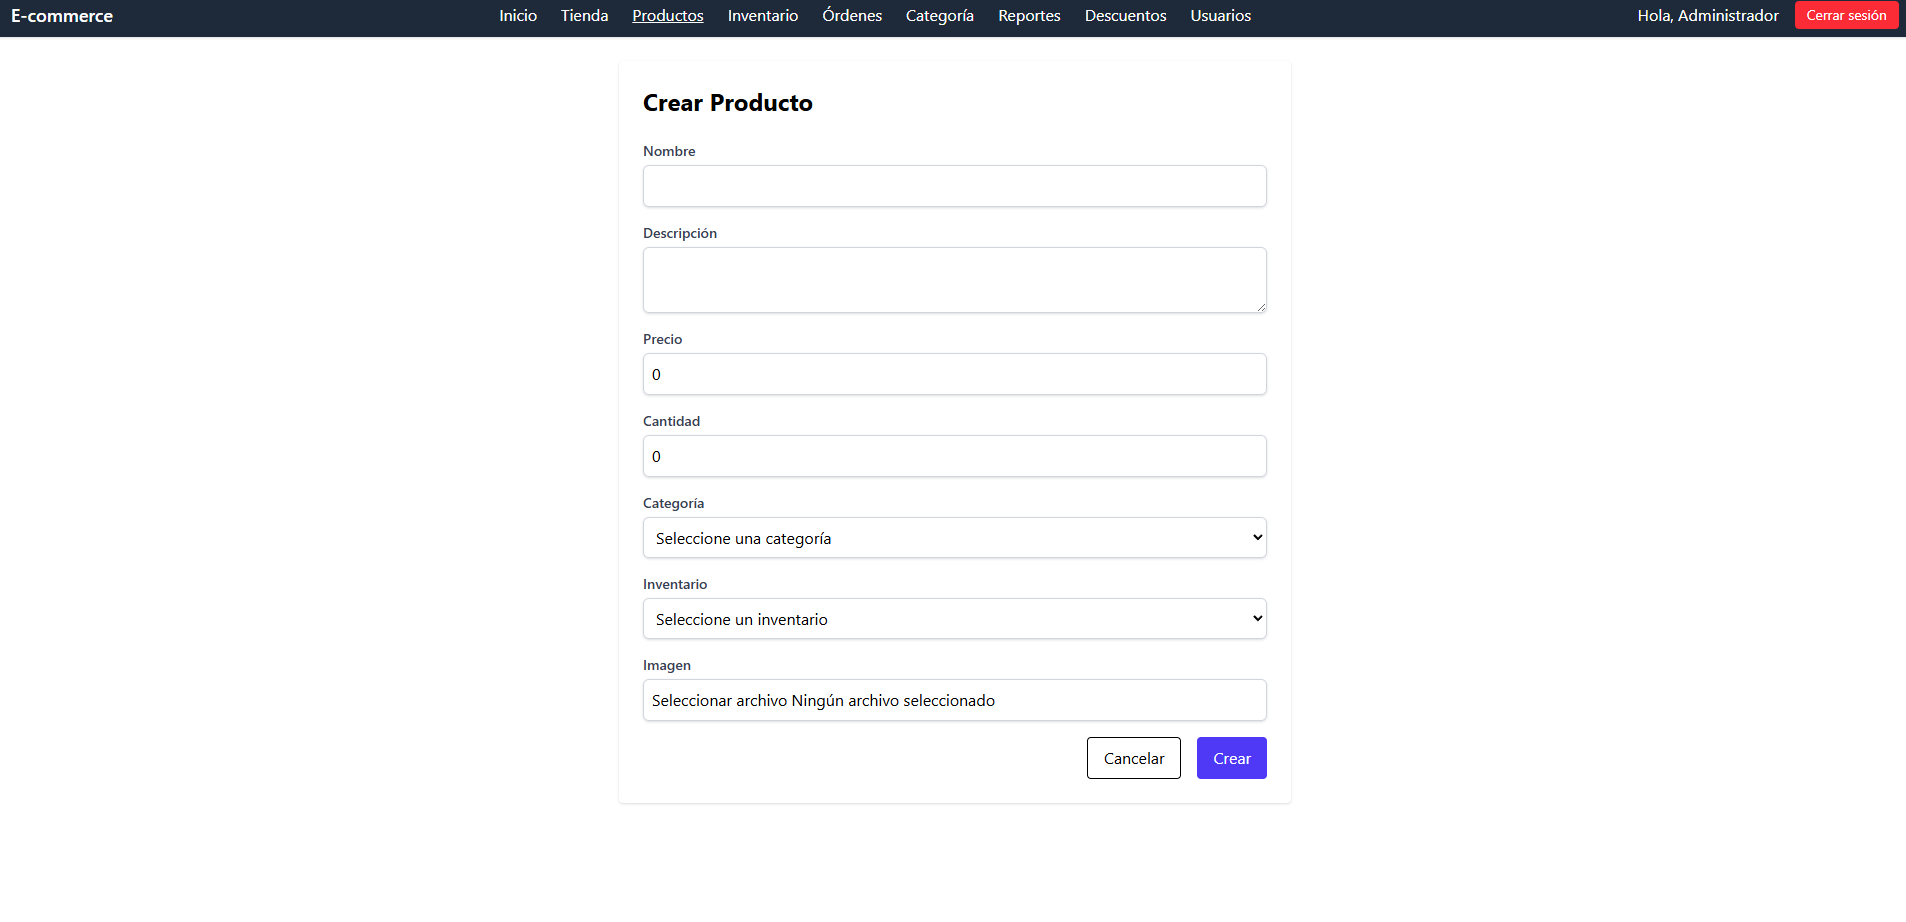 E-commerce Inicio Tienda Productos Inventario Órdenes Categoría Reportes Descuentos Usuarios Hola, Administrador Cerrar sesión
Crear Producto
Nombre
Descripción
Precio
0
Cantidad
0
Categoría
Seleccione una categoría
Inventario
Seleccione un inventario
Imagen
Seleccionar archivo Ningún archivo seleccionado
Cancelar Crear